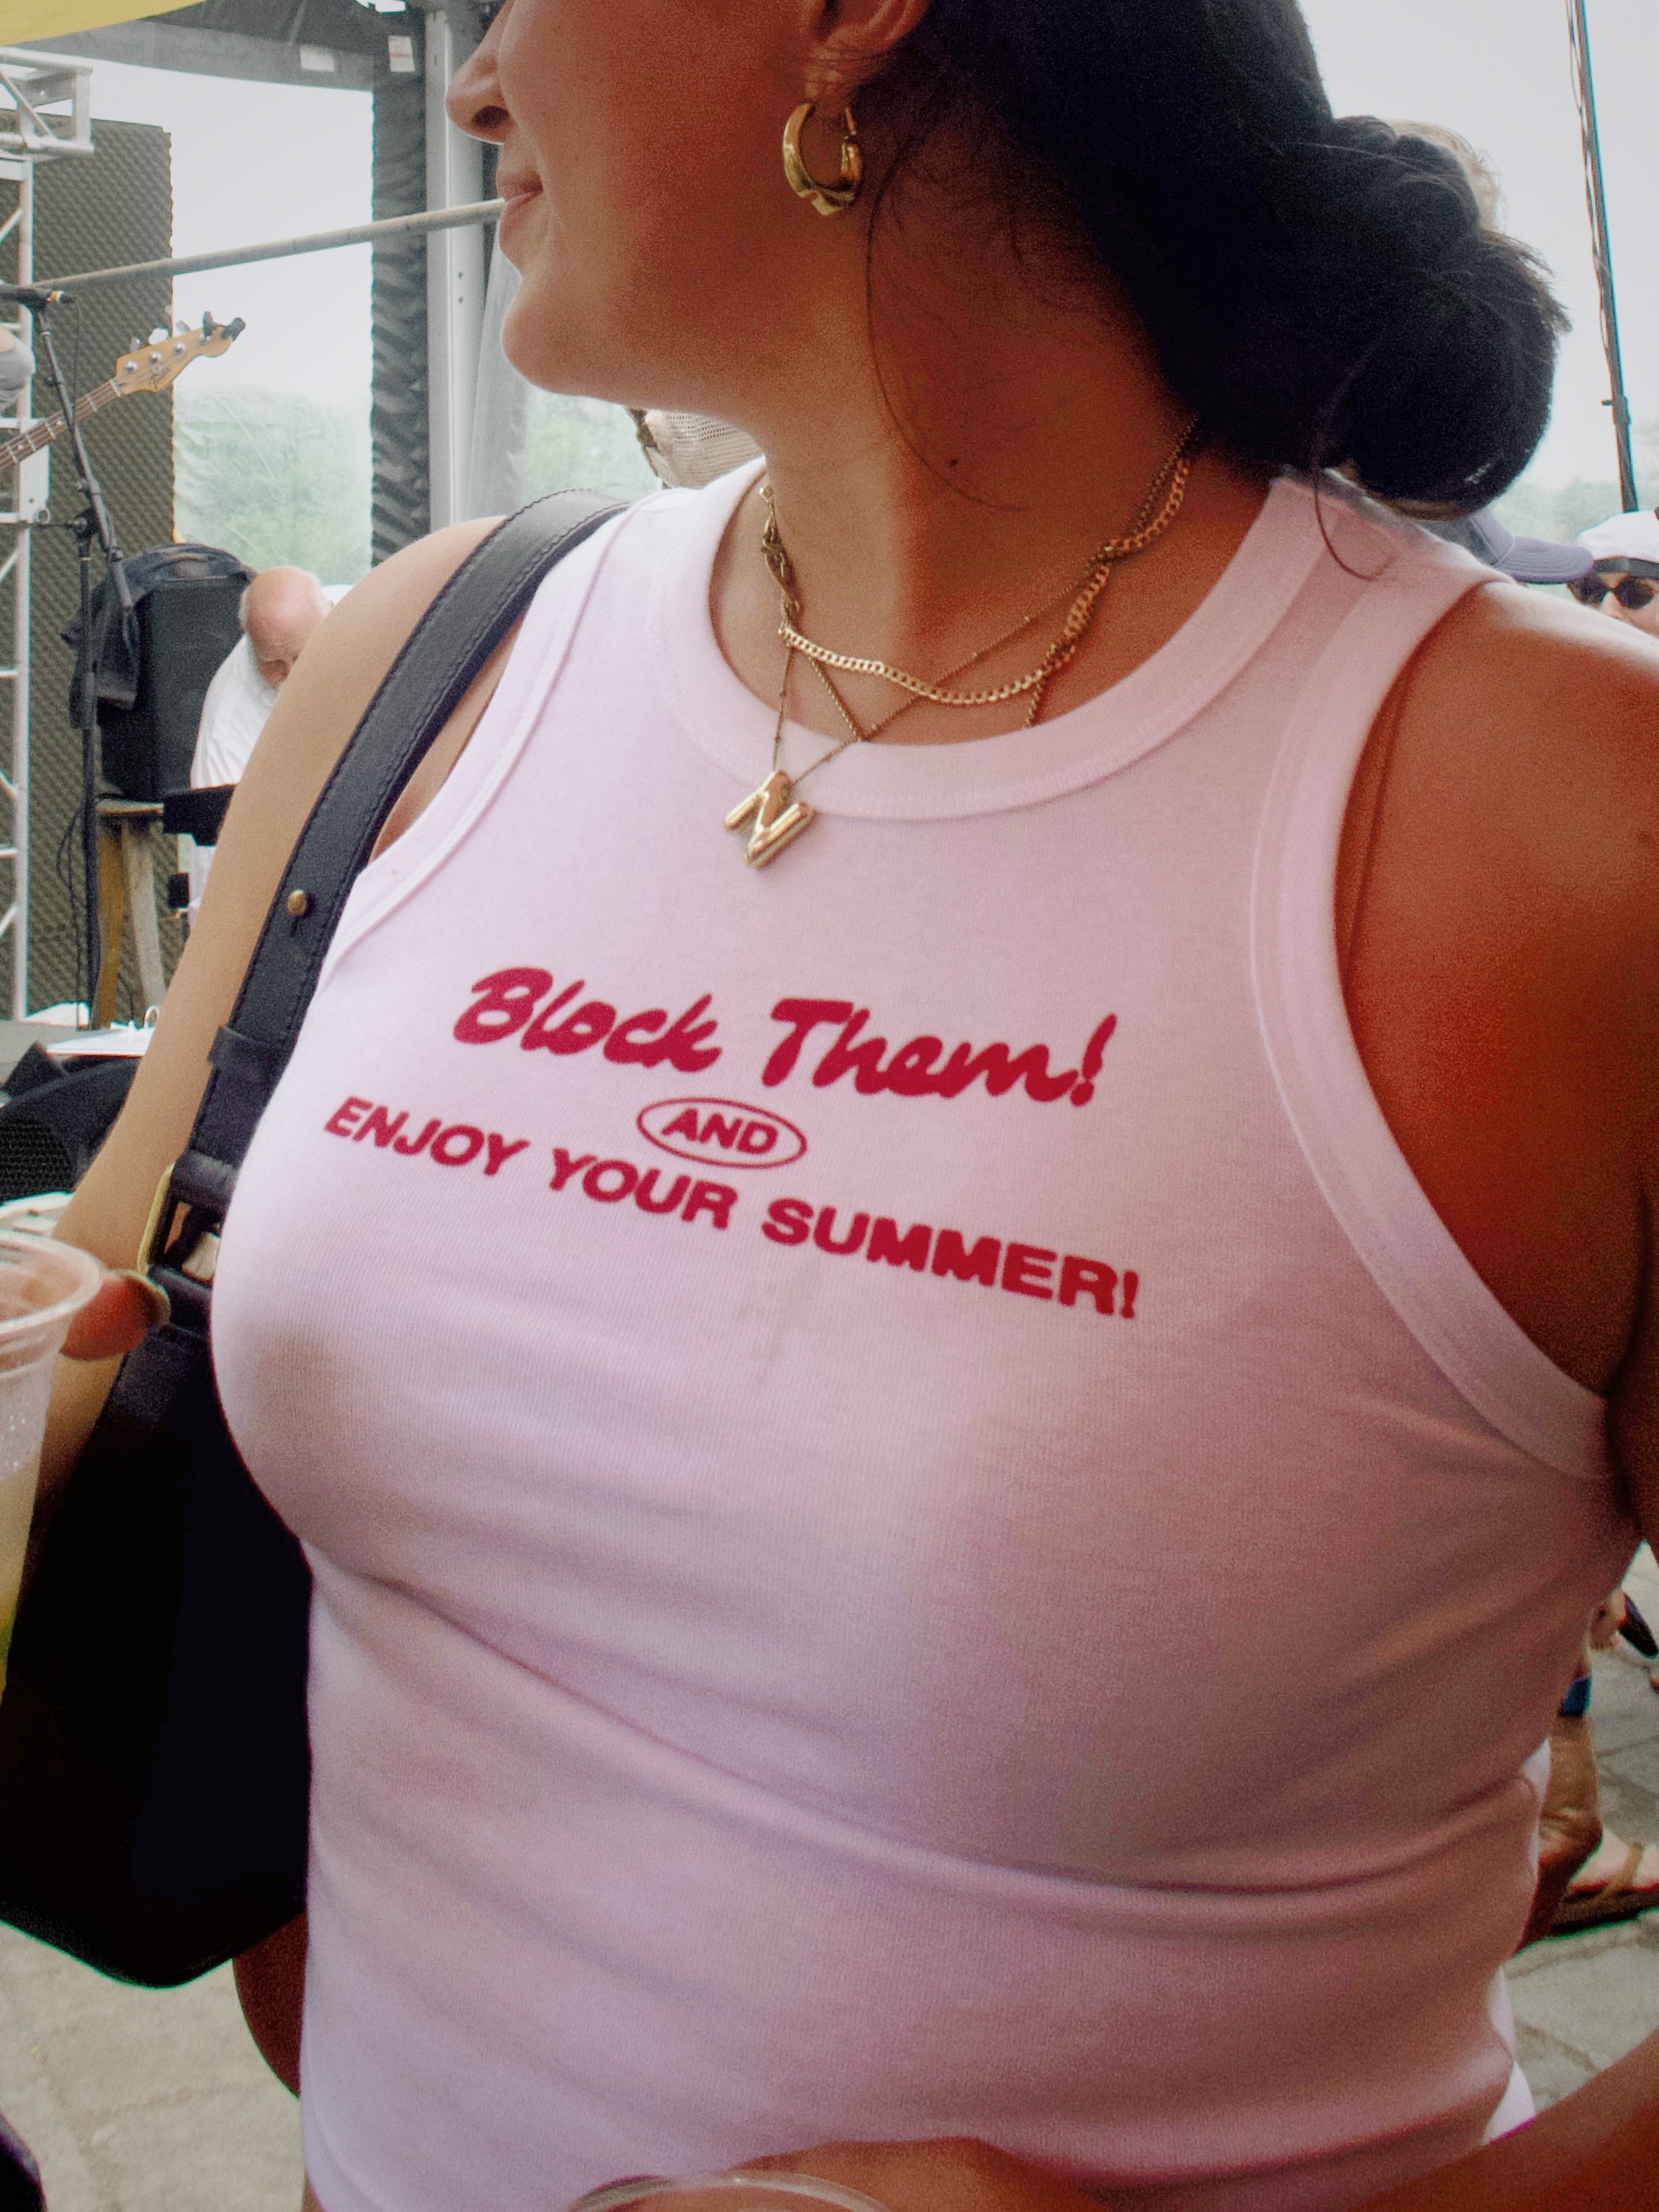 N
Block Them!
AND
ENJOY YOUR SUMMER!